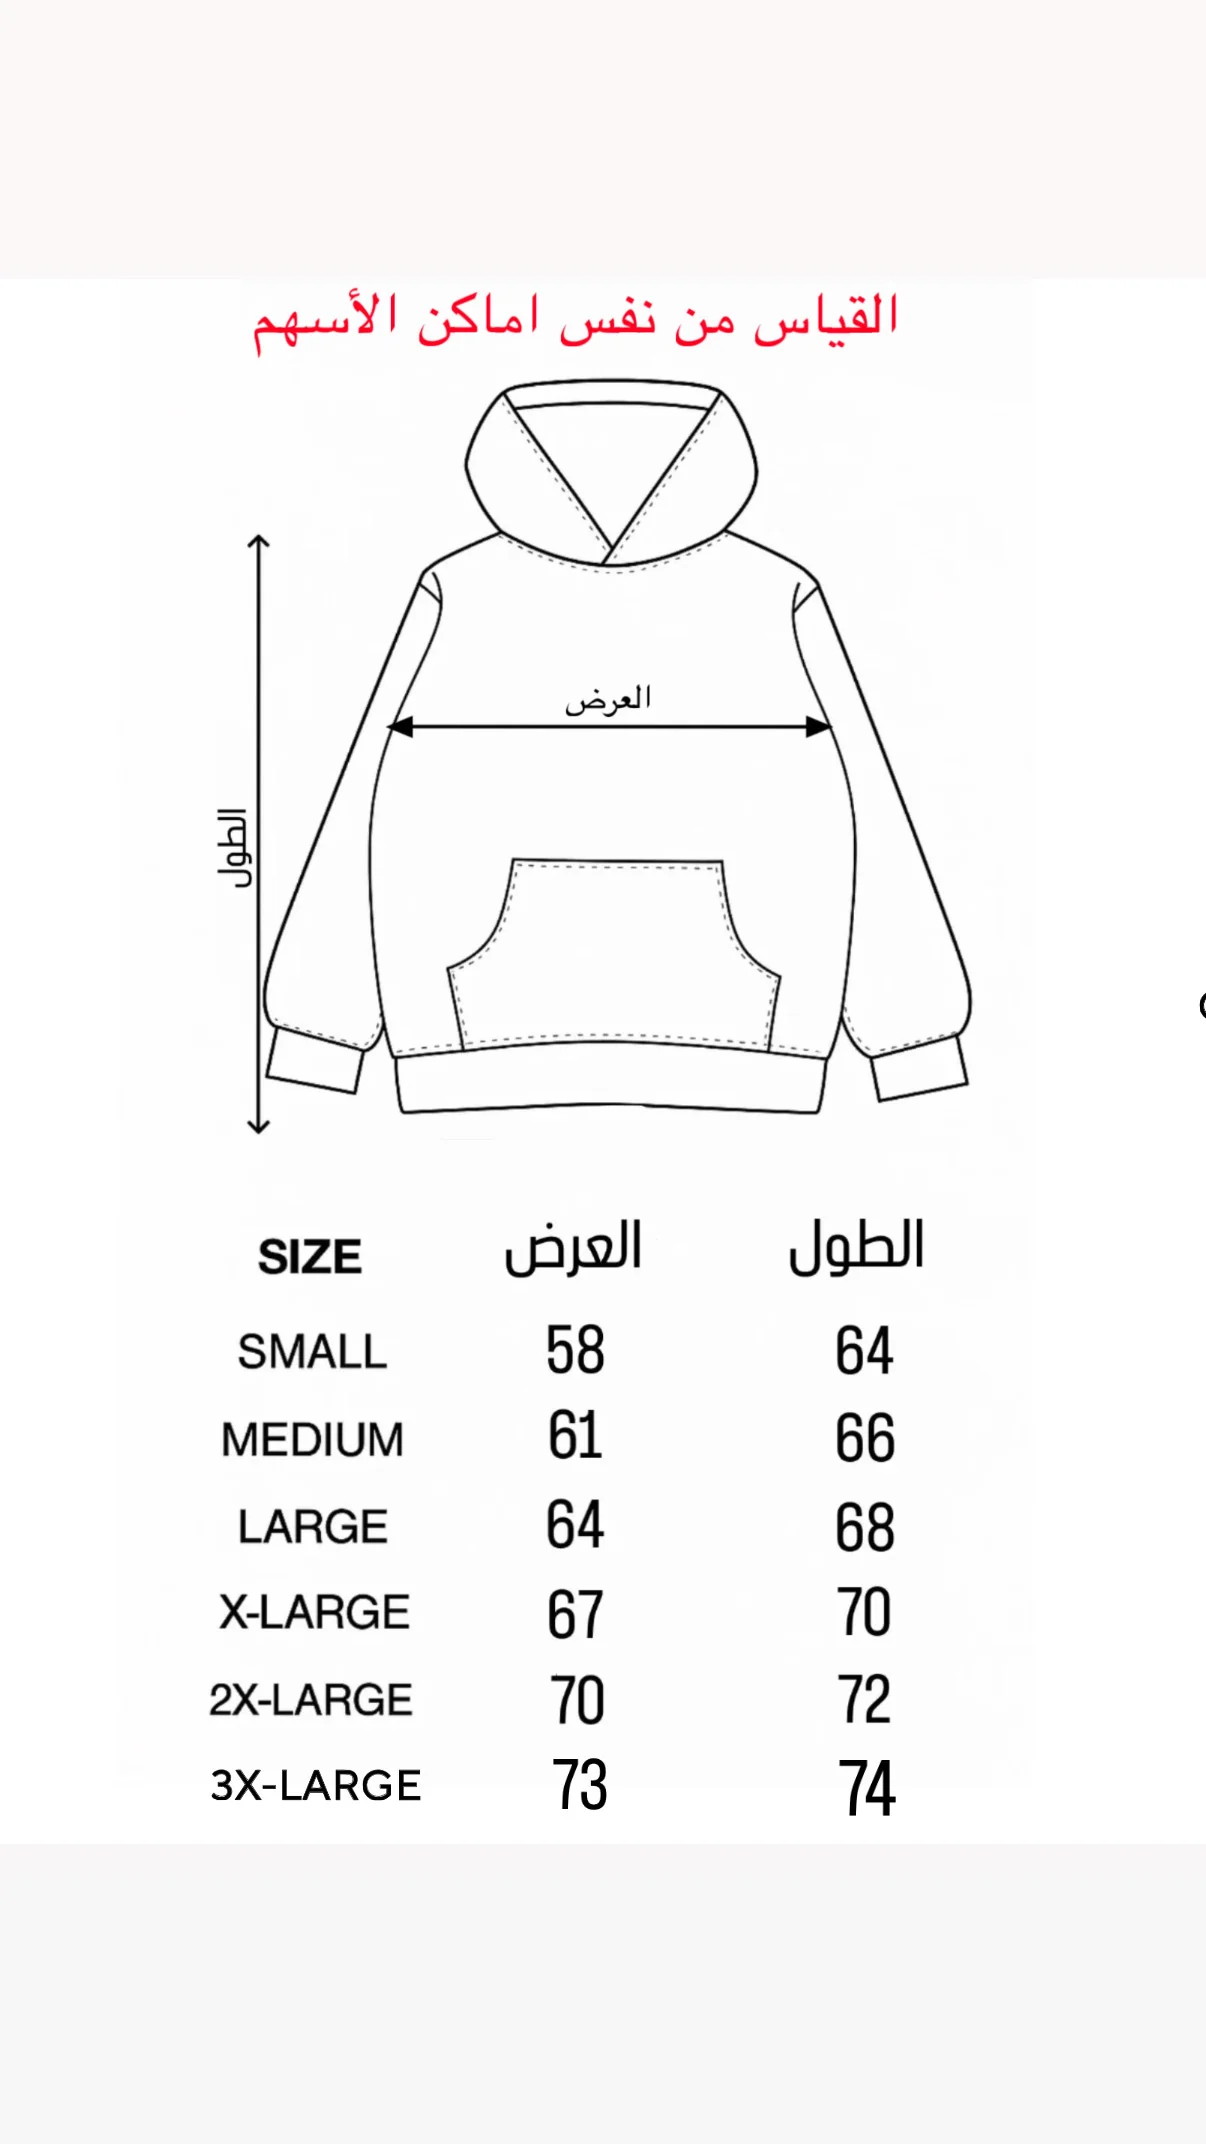 القياس من نفس اماكن الأسهم
العرض
الطول
SIZE العرض الطول
SMALL 58 64
MEDIUM 61 66
LARGE 64 68
X-LARGE 67 70
2X-LARGE 70 72
3X-LARGE 73 74